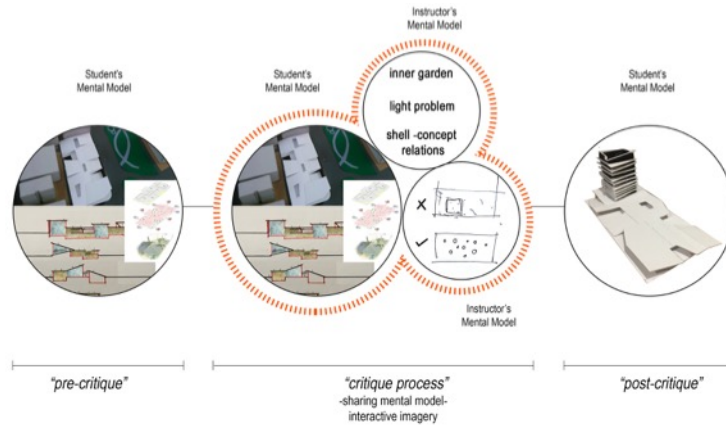 Instructor's
Mental Model
Student's
Mental Model
Student's
Mental Model
Student's
Mental Model
inner garden
light problem
shell -concept
relations
X
✓
Instructor's
Mental Model
"pre-critique"
"critique process"
-sharing mental model-
interactive imagery
"post-critique"